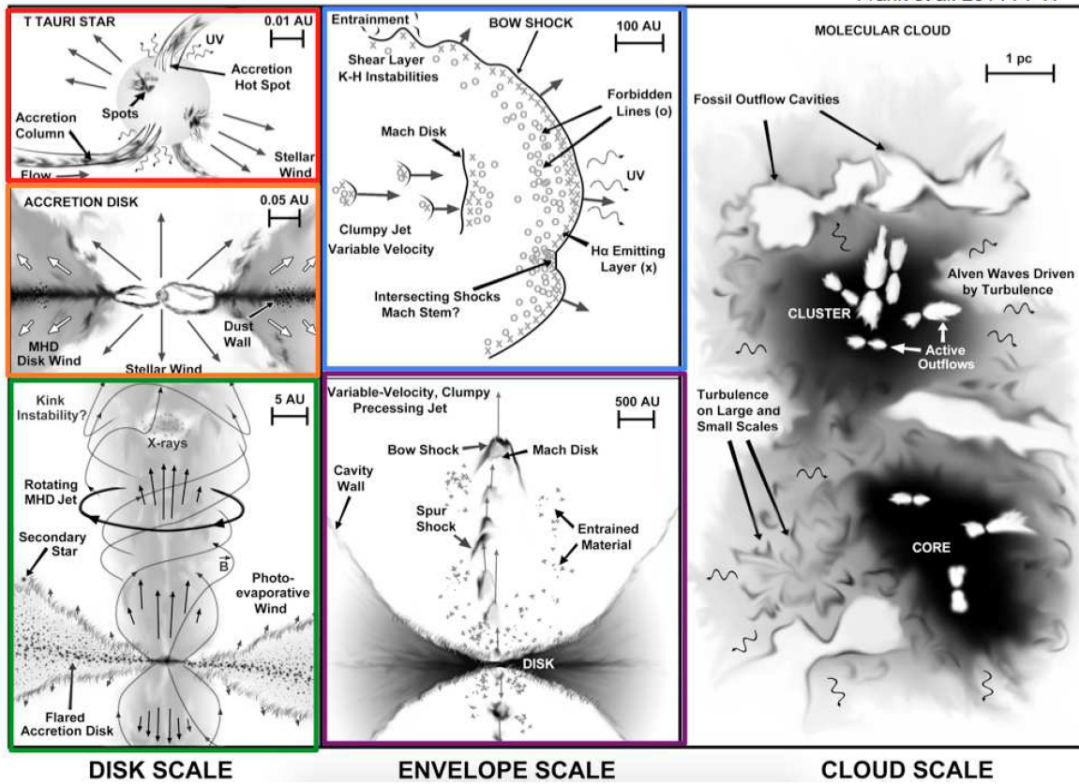 T TAURI STAR
0.01 AU
UV
Accretion
Hot Spot
Spots
Accretion
Column
Flow
Stellar
Wind
ACCRETION DISK
0.05 AU
MHD
Disk Wind
Dust
Wall
Stellar Wind
Kink
Instability?
5 AU
X-rays
Rotating
MHD Jet
Secondary
Star
B
Photo-
evaporative
Wind
Flared
Accretion Disk
DISK SCALE
Entrainment
BOW SHOCK
100 AU
Shear Layer
K-H Instabilities
Forbidden
Lines (o)
Mach Disk
UV
Clumpy Jet
Variable Velocity
Hα Emitting
Layer (x)
Intersecting Shocks
Mach Stem?
Variable-Velocity, Clumpy
Precessing Jet
500 AU
Bow Shock
Mach Disk
Cavity
Wall
Spur
Shock
Entrained
Material
DISK
ENVELOPE SCALE
MOLECULAR CLOUD
1 pc
Fossil Outflow Cavities
Alven Waves Driven
by Turbulence
CLUSTER
Active
Outflows
Turbulence
on Large and
Small Scales
CORE
CLOUD SCALE